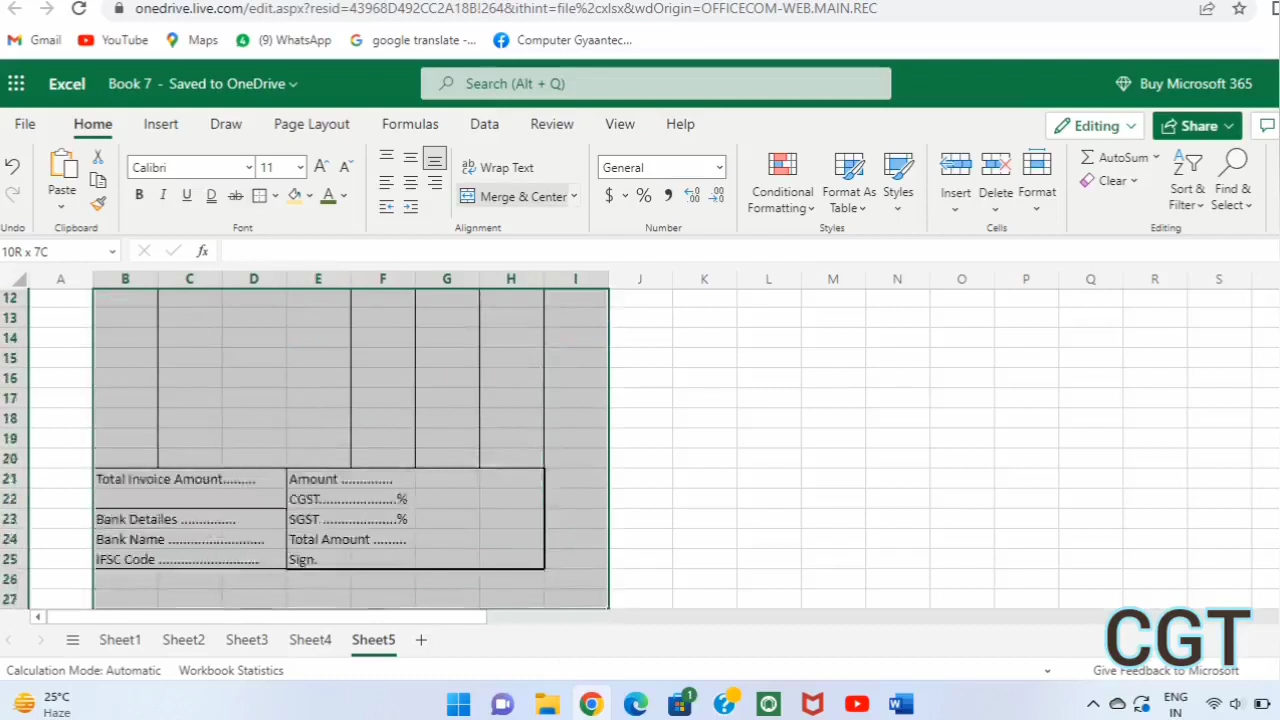 onedrive.live.com/edit.aspx?resid=43968D492CC2A18B!264&ithint=file%2cxlsx&wdOrigin=OFFICECOM-WEB.MAIN.REC
Gmail YouTube Maps (9) WhatsApp google translate -... Computer Gyaantec...
Excel Book 7 - Saved to OneDrive Search (Alt + Q) Buy Microsoft 365
File Home Insert Draw Page Layout Formulas Data Review View Help Editing Share
Paste Calibri 11 Wrap Text General Conditional Formatting Format As Table Styles Insert Delete Format AutoSum Sort & Filter Find & Select
B I U D ab A Merge & Center $ % Clear
Undo Clipboard Font Alignment Number Styles Cells Editing
10R x 7C fx
A B C D E F G H I J K L M N O P Q R S
12
13
14
15
16
17
18
19
20
21 Total Invoice Amount......... Amount ..............
22 CGST......................%
23 Bank Detailes ............... SGST ....................%
24 Bank Name .......................... Total Amount .........
25 IFSC Code ........................... Sign.
26
27
Sheet1 Sheet2 Sheet3 Sheet4 Sheet5 +
CGT
Calculation Mode: Automatic Workbook Statistics Give Feedback to Microsoft
25°C ENG
Haze IN